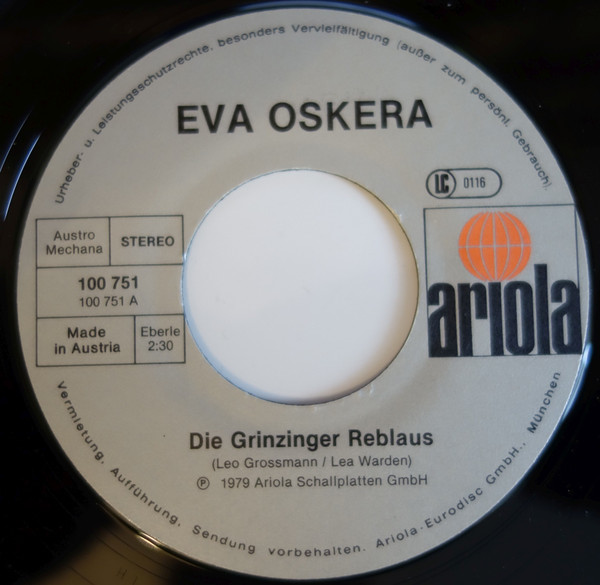 Urheber- u. Leistungsschutzrechte, besonders Vervielfältigung (außer zum persönl. Gebrauch)
EVA OSKERA
LC 0116
Austro
Mechana
STEREO
100 751
100 751 A
Made
in Austria
Eberle
2:30
ariola
Die Grinzinger Reblaus
(Leo Grossmann / Lea Warden)
℗ 1979 Ariola Schallplatten GmbH
Vermietung, Aufführung, Sendung vorbehalten. Ariola-Eurodisc GmbH., München